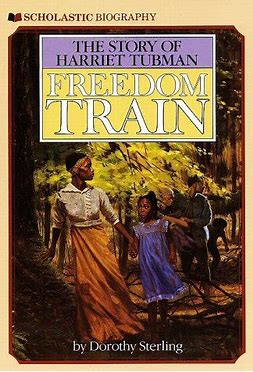 SCHOLASTIC BIOGRAPHY
THE STORY OF
HARRIET TUBMAN
FREEDOM
TRAIN
by Dorothy Sterling